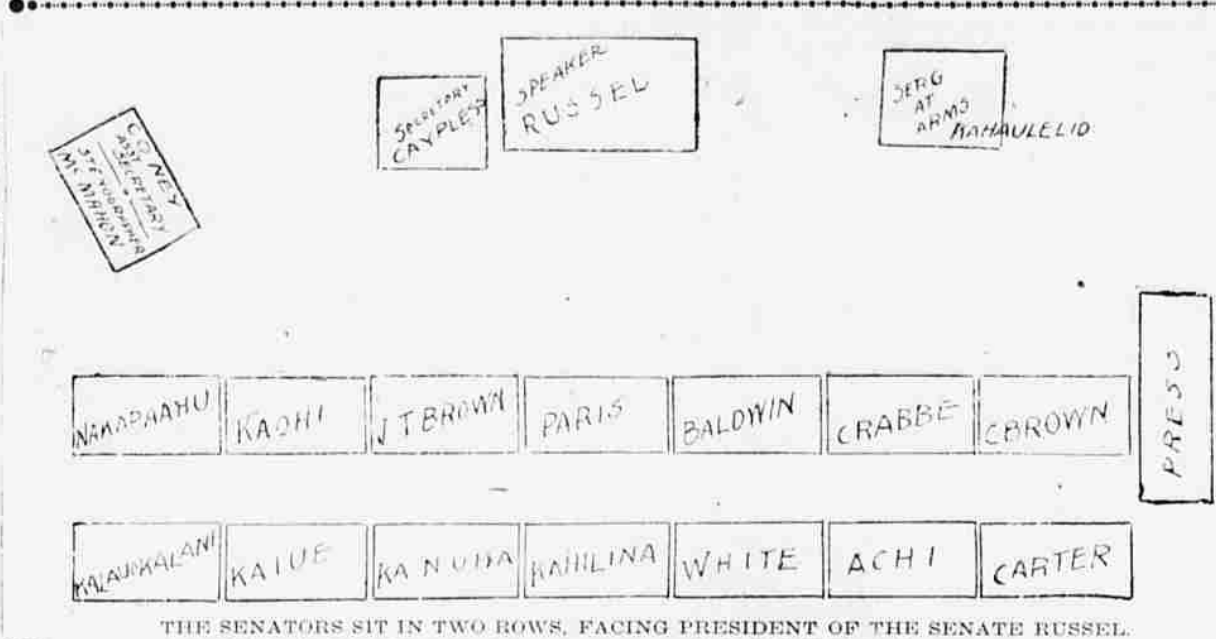 SPEAKER
RUSSEL
SECRETARY
CAYPLESS
SERG
AT
ARMS
KAHAULELIO
CONEY
ASST
SECRETARY
STENOGRAPHER
McMAHON
PRESS
NAKAPAAHU KAOHI J T BROWN PARIS BALDWIN CRABBE C BROWN
KALAUOKALANI KAIUE KANUHA KAHILINA WHITE ACHI CARTER
THE SENATORS SIT IN TWO ROWS, FACING PRESIDENT OF THE SENATE RUSSEL.